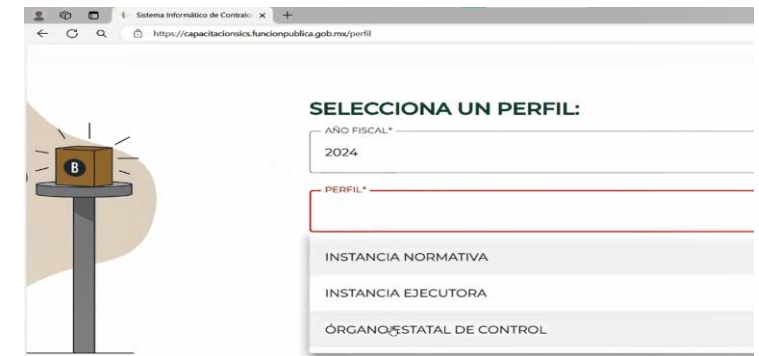 Sistema Informático de Contralo
https://capacitacionsics.funcionpublica.gob.mx/perfil
SELECCIONA UN PERFIL:
AÑO FISCAL*
2024
B
PERFIL*
INSTANCIA NORMATIVA
INSTANCIA EJECUTORA
ÓRGANO ESTATAL DE CONTROL